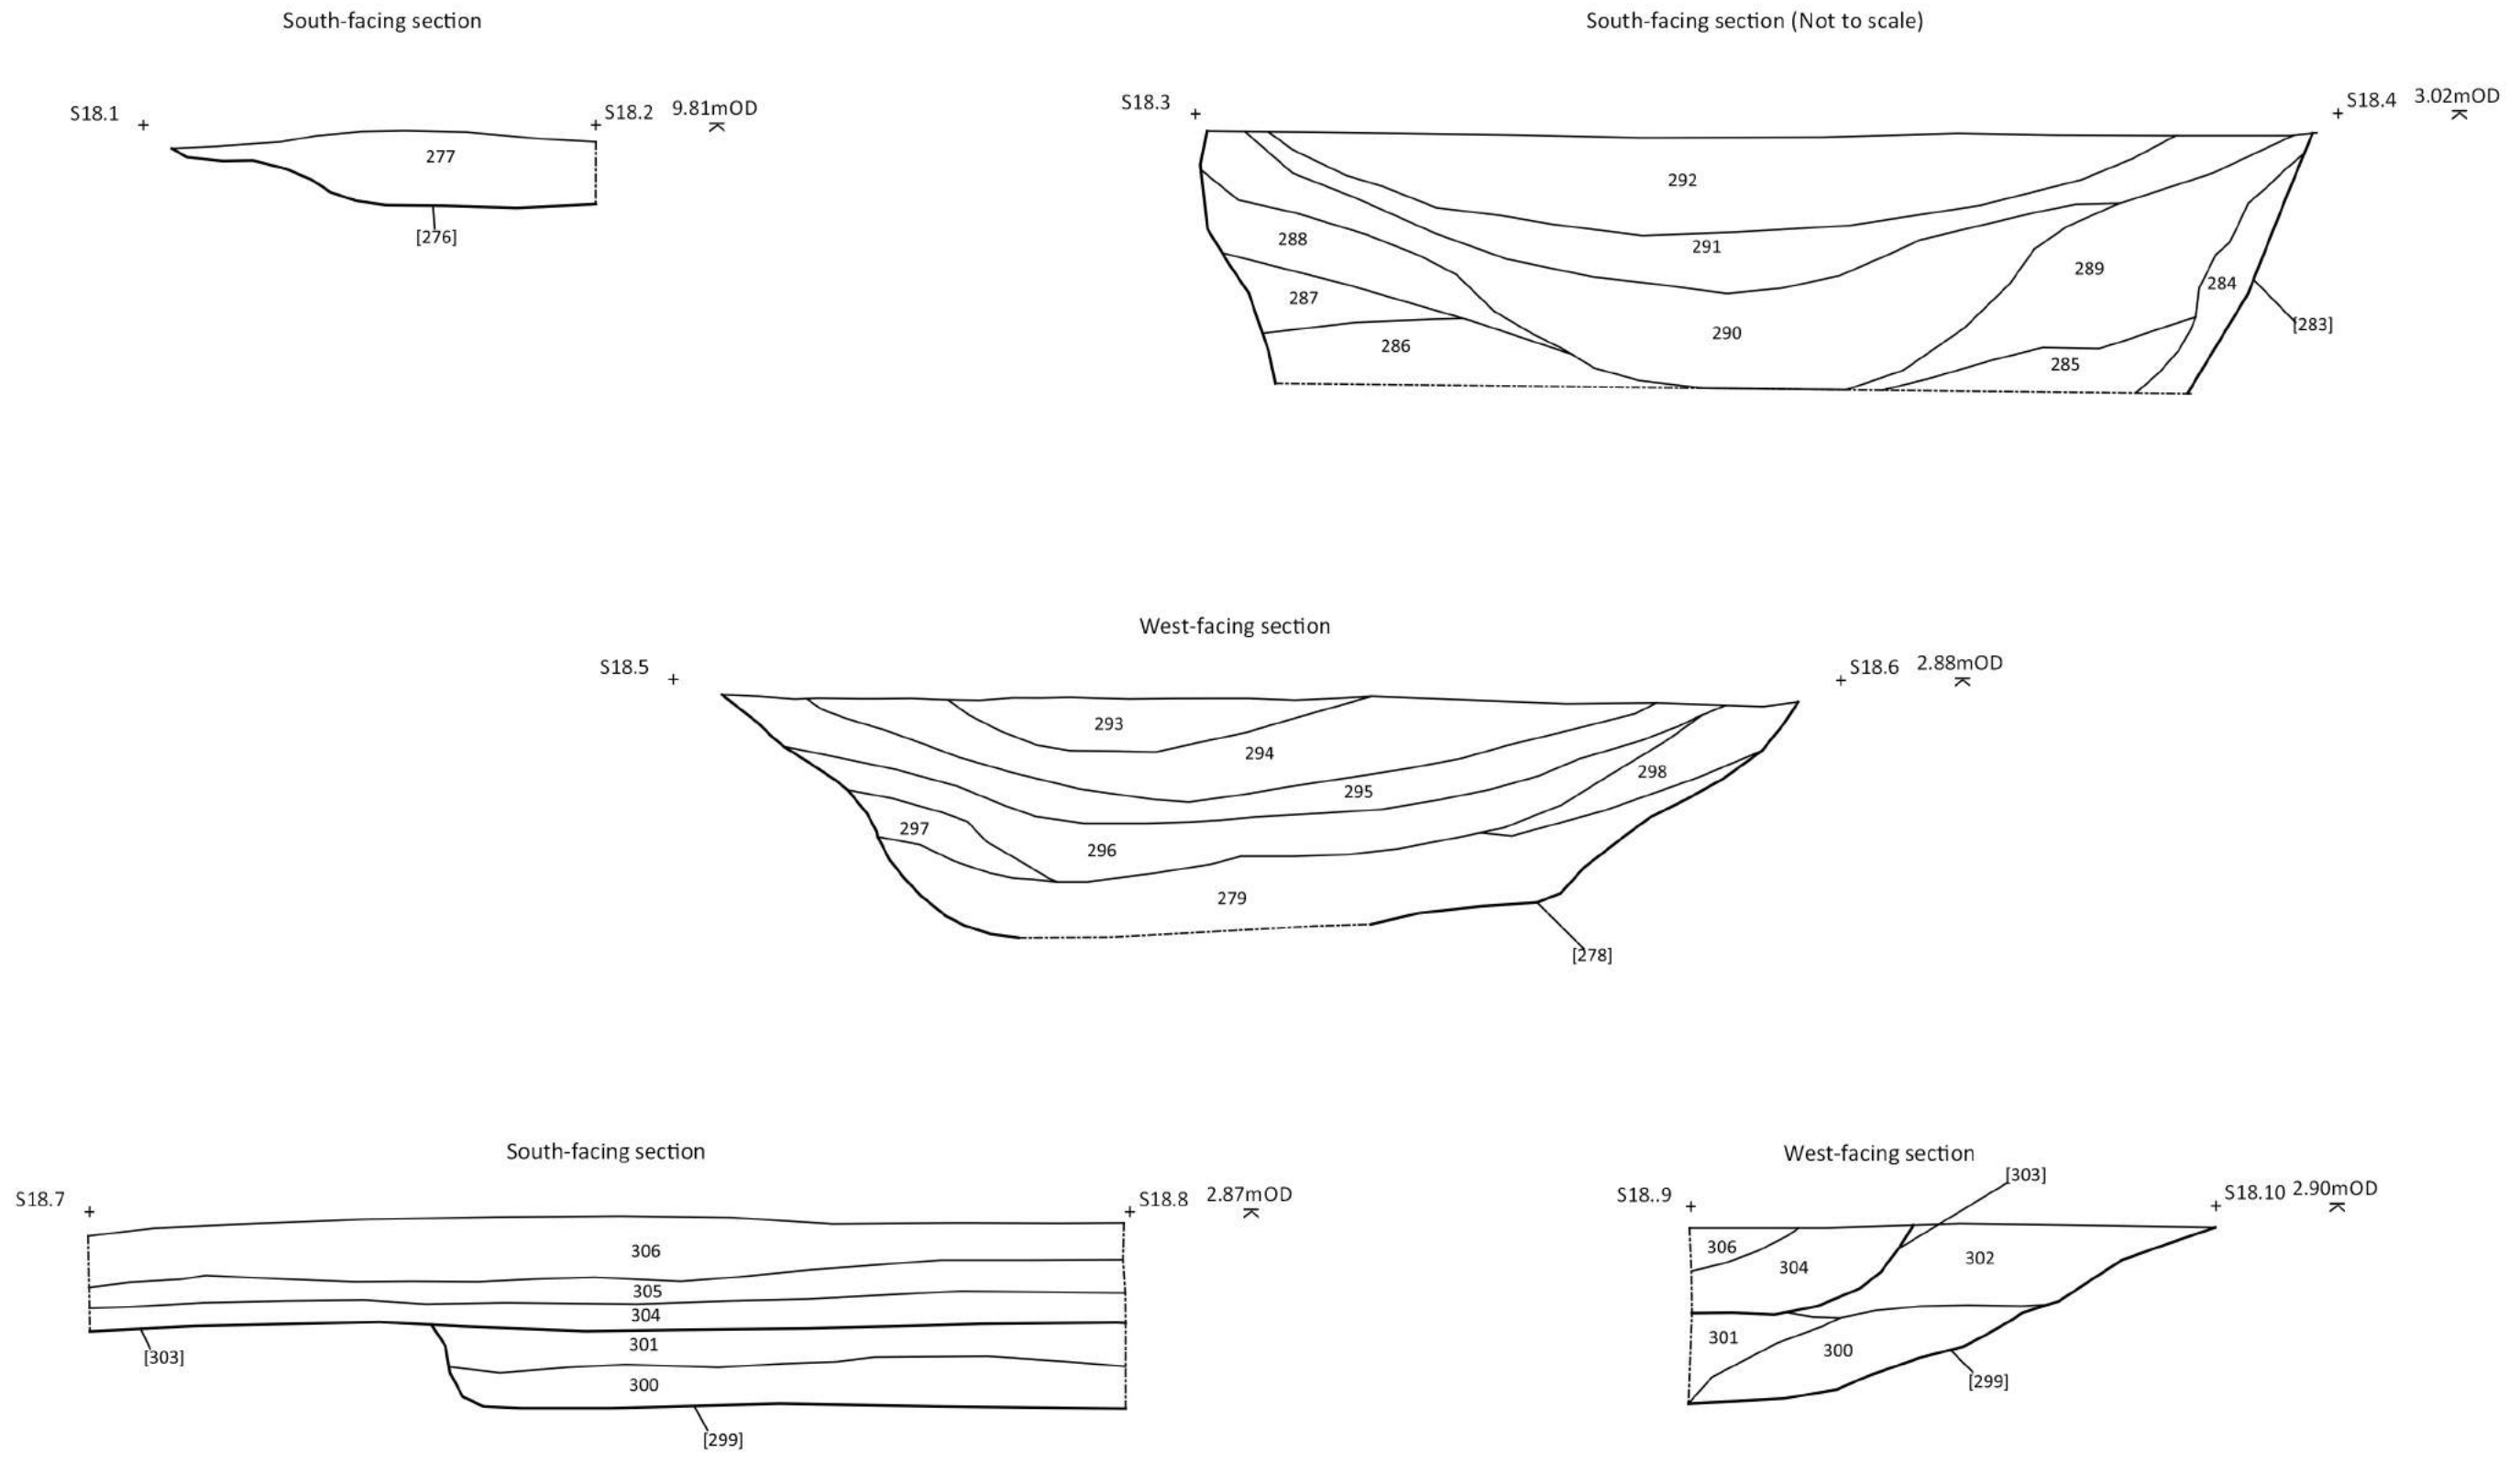 South-facing section
South-facing section (Not to scale)
S18.1
S18.2 9.81mOD
277
[276]
S18.3
S18.4 3.02mOD
292
291
288
289
287
284
290
286
285
[283]
West-facing section
S18.5
S18.6 2.88mOD
293
294
298
295
297
296
279
[278]
South-facing section
S18.7
S18.8 2.87mOD
306
305
304
301
300
[303]
[299]
West-facing section
[303]
S18..9
S18.10 2.90mOD
306
304
302
301
300
[299]